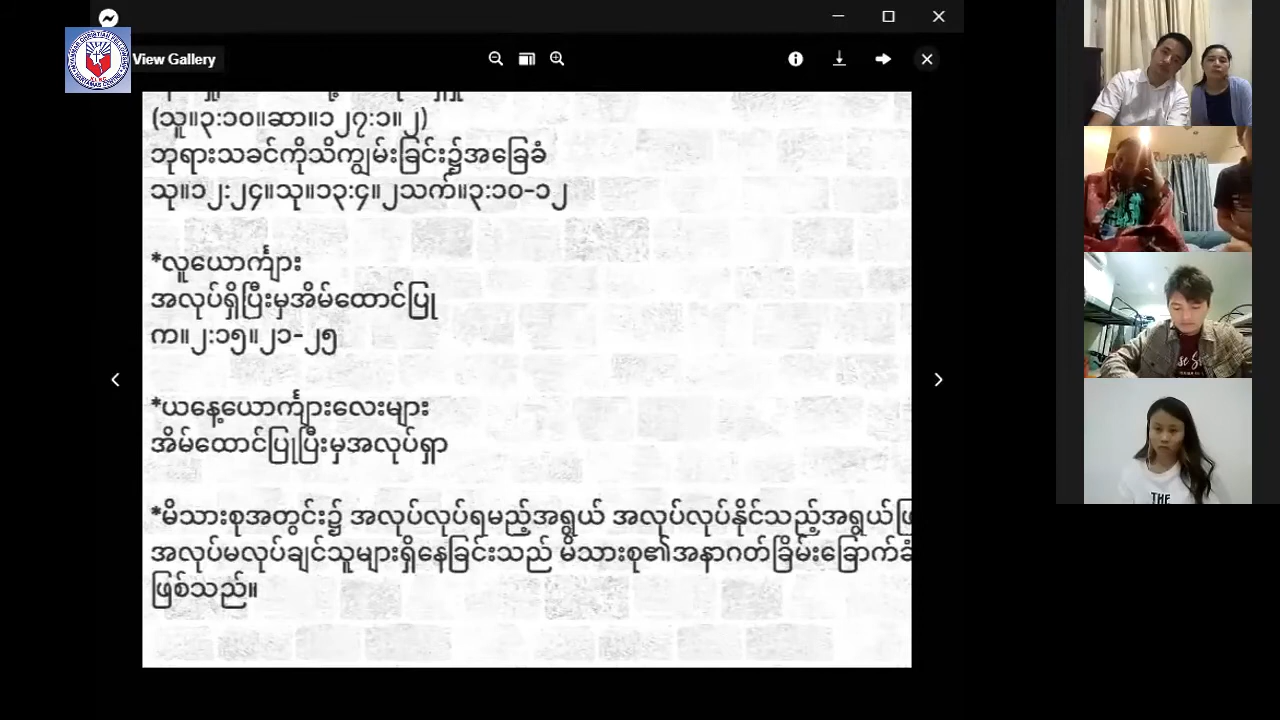 View Gallery
(သူ။၃:၁၀။ဆာ။၁၂၇:၁။၂)
ဘုရားသခင်ကိုသိကျွမ်းခြင်း၌အခြေခံ
သု။၁၂:၂၄။သု။၁၃:၄။၂သက်။၃:၁၀-၁၂
*လူယောင်္ကျား
အလုပ်ရှိပြီးမှအိမ်ထောင်ပြု
က။၂:၁၅။၂၁-၂၅
*ယနေ့ယောင်္ကျားလေးများ
အိမ်ထောင်ပြုပြီးမှအလုပ်ရှာ
*မိသားစုအတွင်း၌ အလုပ်လုပ်ရမည့်အရွယ် အလုပ်လုပ်နိုင်သည့်အရွယ်
အလုပ်မလုပ်ချင်သူများရှိနေခြင်းသည် မိသားစု၏အနာဂတ်ခြိမ်းခြောက်ခံ
ဖြစ်သည်။
THE